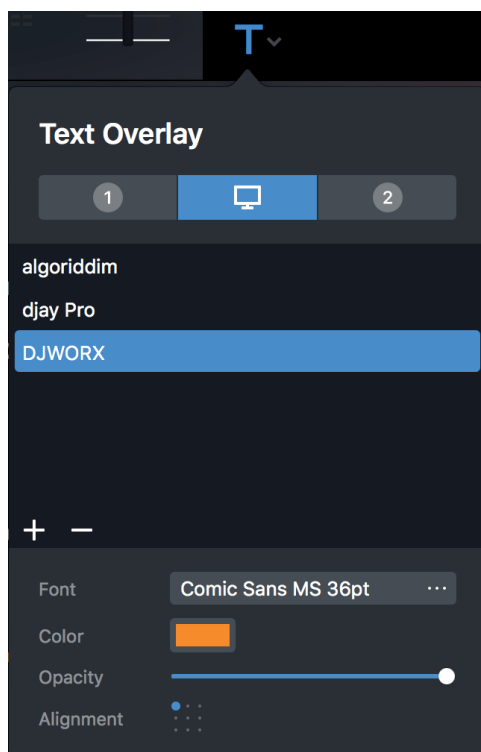 T
Text Overlay
1 2
algoriddim
djay Pro
DJWORX
+ −
Font Comic Sans MS 36pt ...
Color
Opacity
Alignment